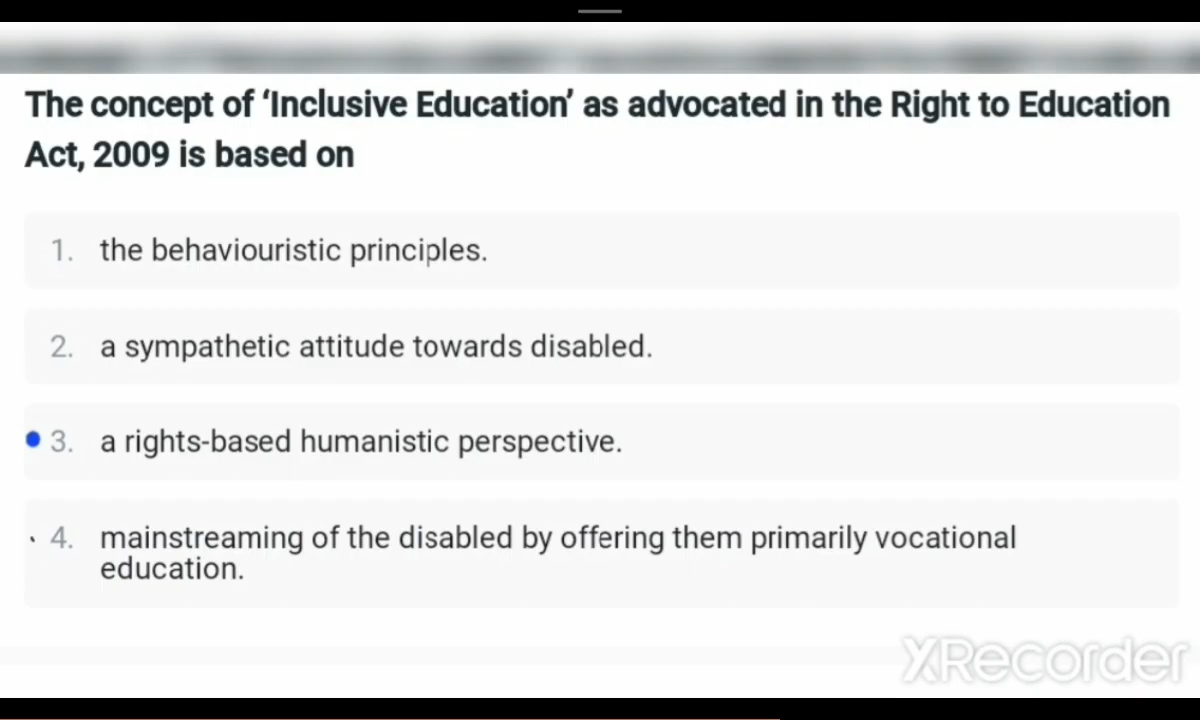 The concept of ‘Inclusive Education’ as advocated in the Right to Education
Act, 2009 is based on
1. the behaviouristic principles.
2. a sympathetic attitude towards disabled.
3. a rights-based humanistic perspective.
4. mainstreaming of the disabled by offering them primarily vocational
education.
XRecorder